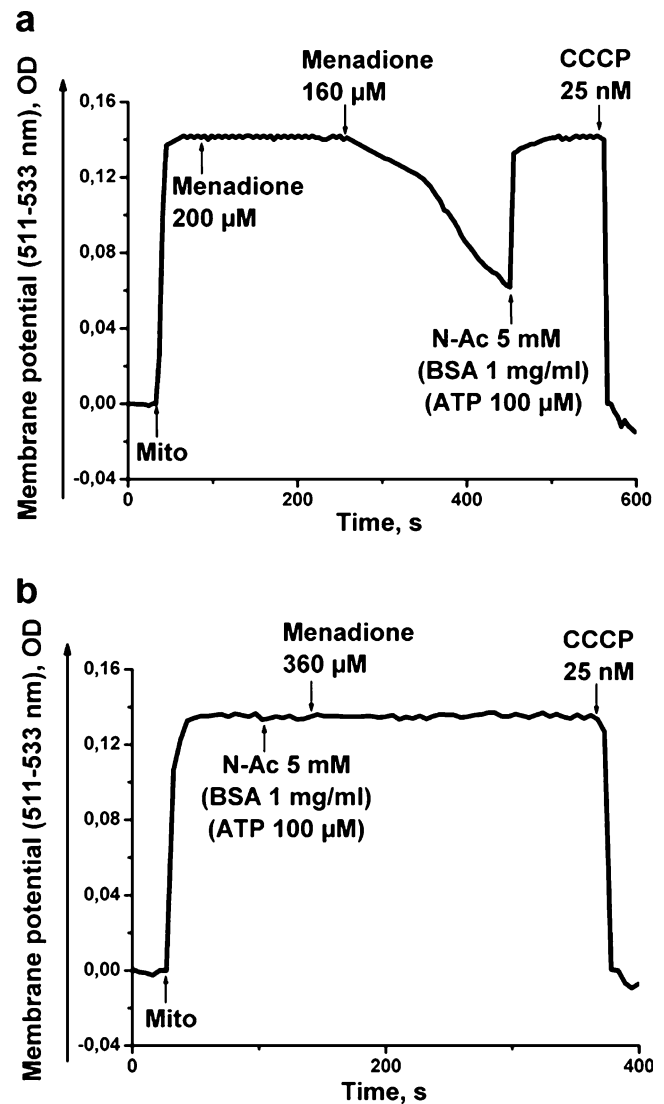 a
Membrane potential (511-533 nm), OD
0,16
0,12
0,08
0,04
0,00
-0,04
Menadione
160 µM
CCCP
25 nM
Menadione
200 µM
N-Ac 5 mM
(BSA 1 mg/ml)
(ATP 100 µM)
Mito
0
200
400
600
Time, s
b
Membrane potential (511-533 nm), OD
0,16
0,12
0,08
0,04
0,00
-0,04
Menadione
360 µM
CCCP
25 nM
N-Ac 5 mM
(BSA 1 mg/ml)
(ATP 100 µM)
Mito
0
200
400
Time, s